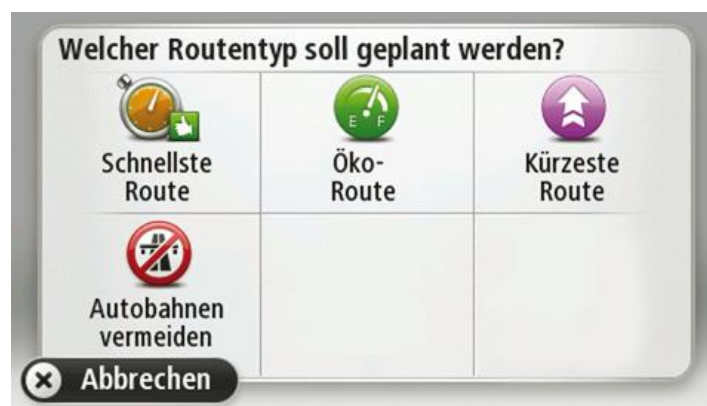 Welcher Routentyp soll geplant werden?
E F
Schnellste
Route
Öko-
Route
Kürzeste
Route
Autobahnen
vermeiden
Abbrechen